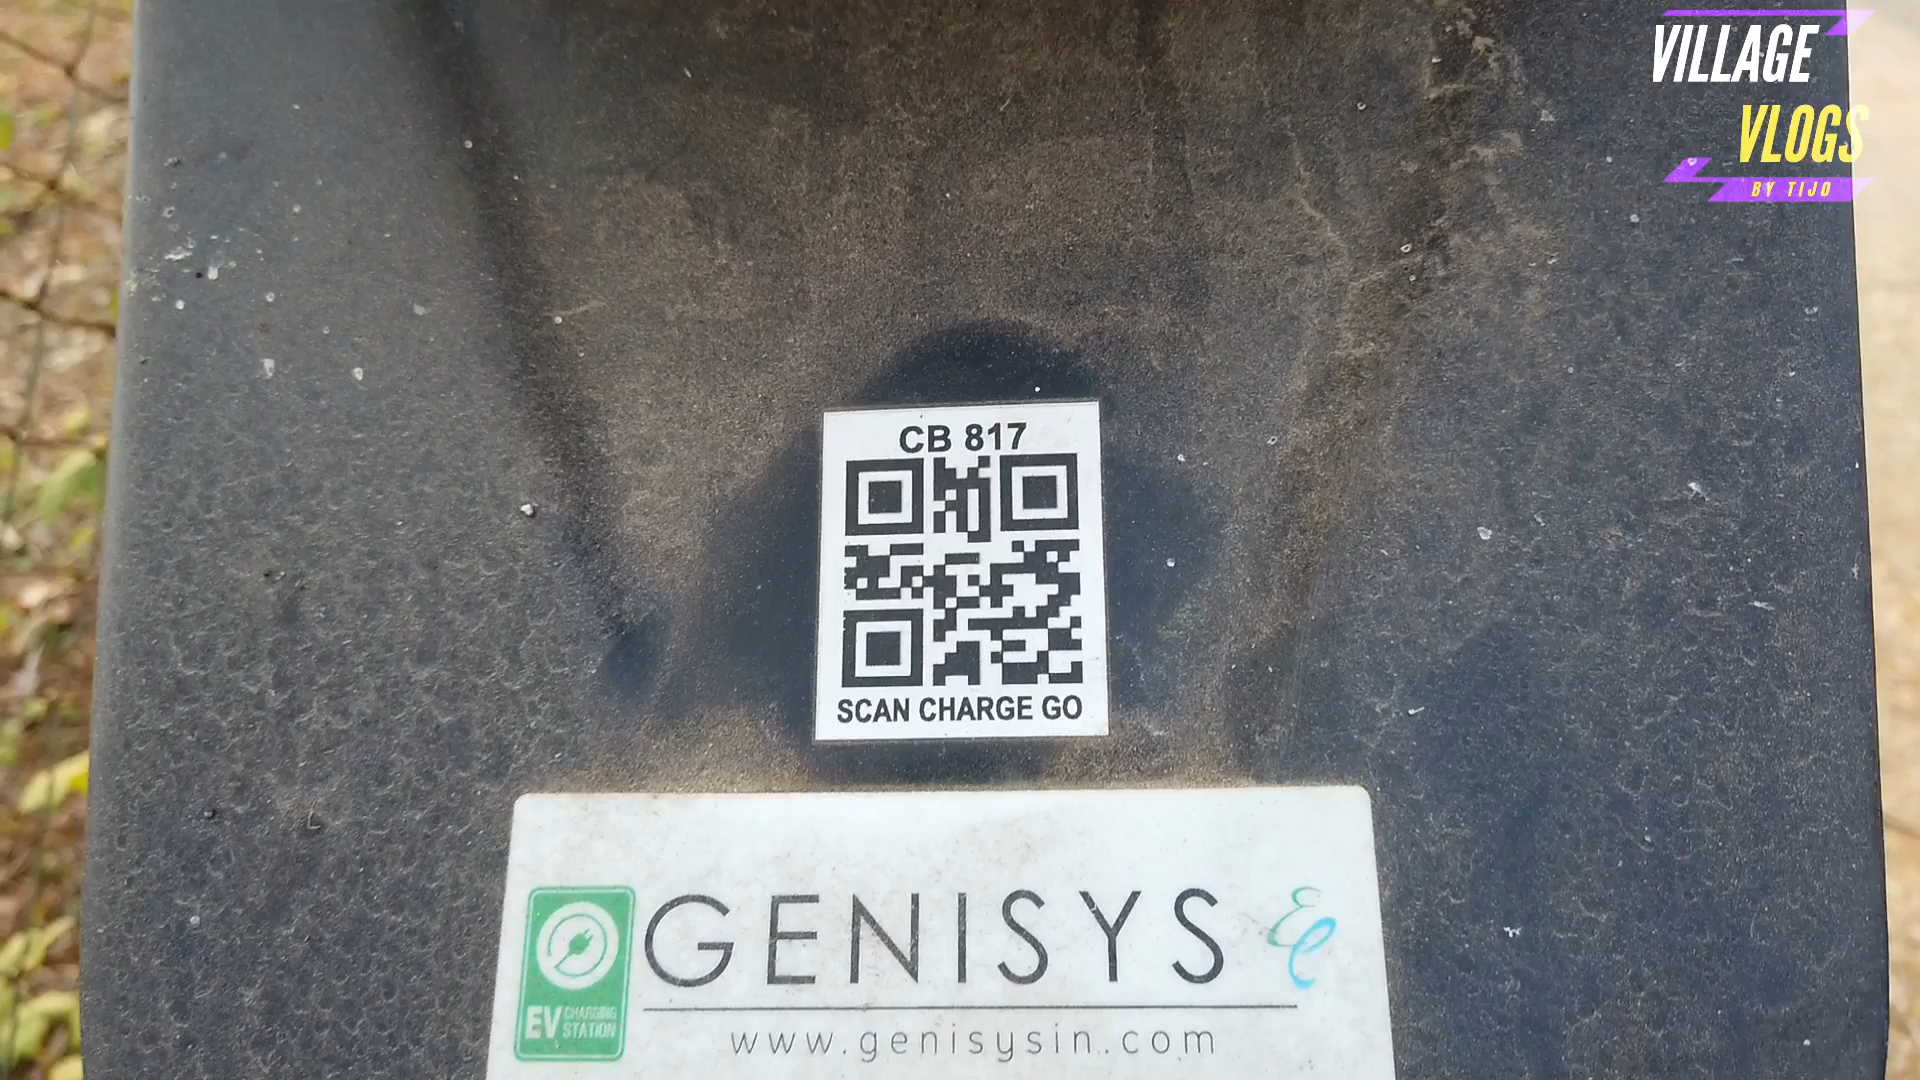 VILLAGE
VLOGS
BY TIJO
CB 817
SCAN CHARGE GO
GENISYS
EV CHARGING
STATION
www.genisysin.com